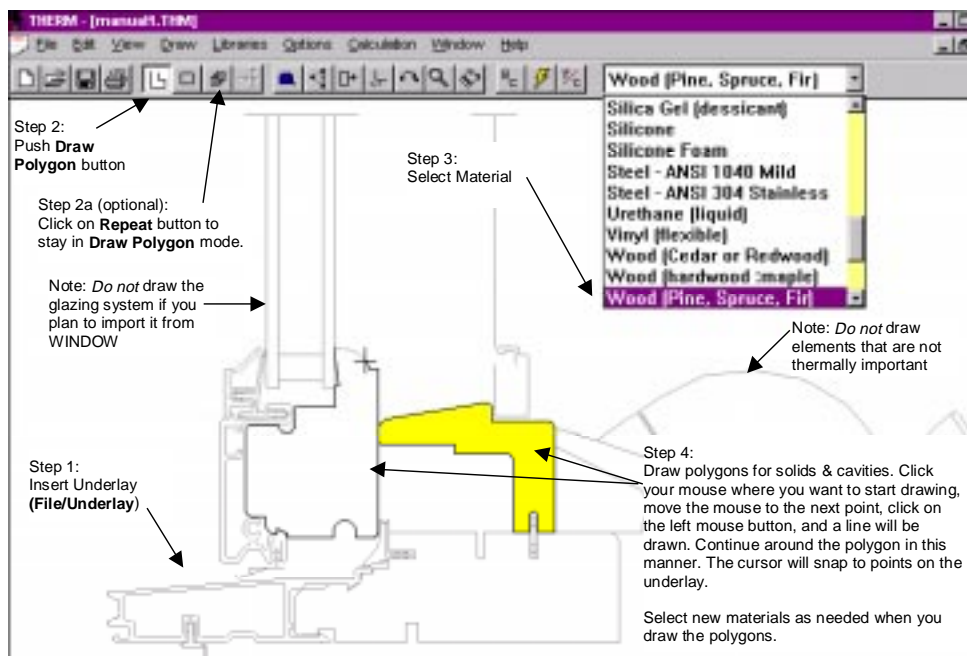 THERM - [manual1.THM]
File Edit View Draw Libraries Options Calculation Window Help
Wood (Pine, Spruce, Fir)
Silica Gel (dessicant)
Silicone
Silicone Foam
Steel - ANSI 1040 Mild
Steel - ANSI 304 Stainless
Urethane (liquid)
Vinyl (flexible)
Wood (Cedar or Redwood)
Wood (hardwood :maple)
Wood (Pine, Spruce, Fir)
Step 2:
Push Draw
Polygon button
Step 3:
Select Material
Step 2a (optional):
Click on Repeat button to
stay in Draw Polygon mode.
Note: Do not draw the
glazing system if you
plan to import it from
WINDOW
Note: Do not draw
elements that are not
thermally important
Step 1:
Insert Underlay
(File/Underlay)
Step 4:
Draw polygons for solids & cavities. Click
your mouse where you want to start drawing,
move the mouse to the next point, click on
the left mouse button, and a line will be
drawn. Continue around the polygon in this
manner. The cursor will snap to points on the
underlay.
Select new materials as needed when you
draw the polygons.